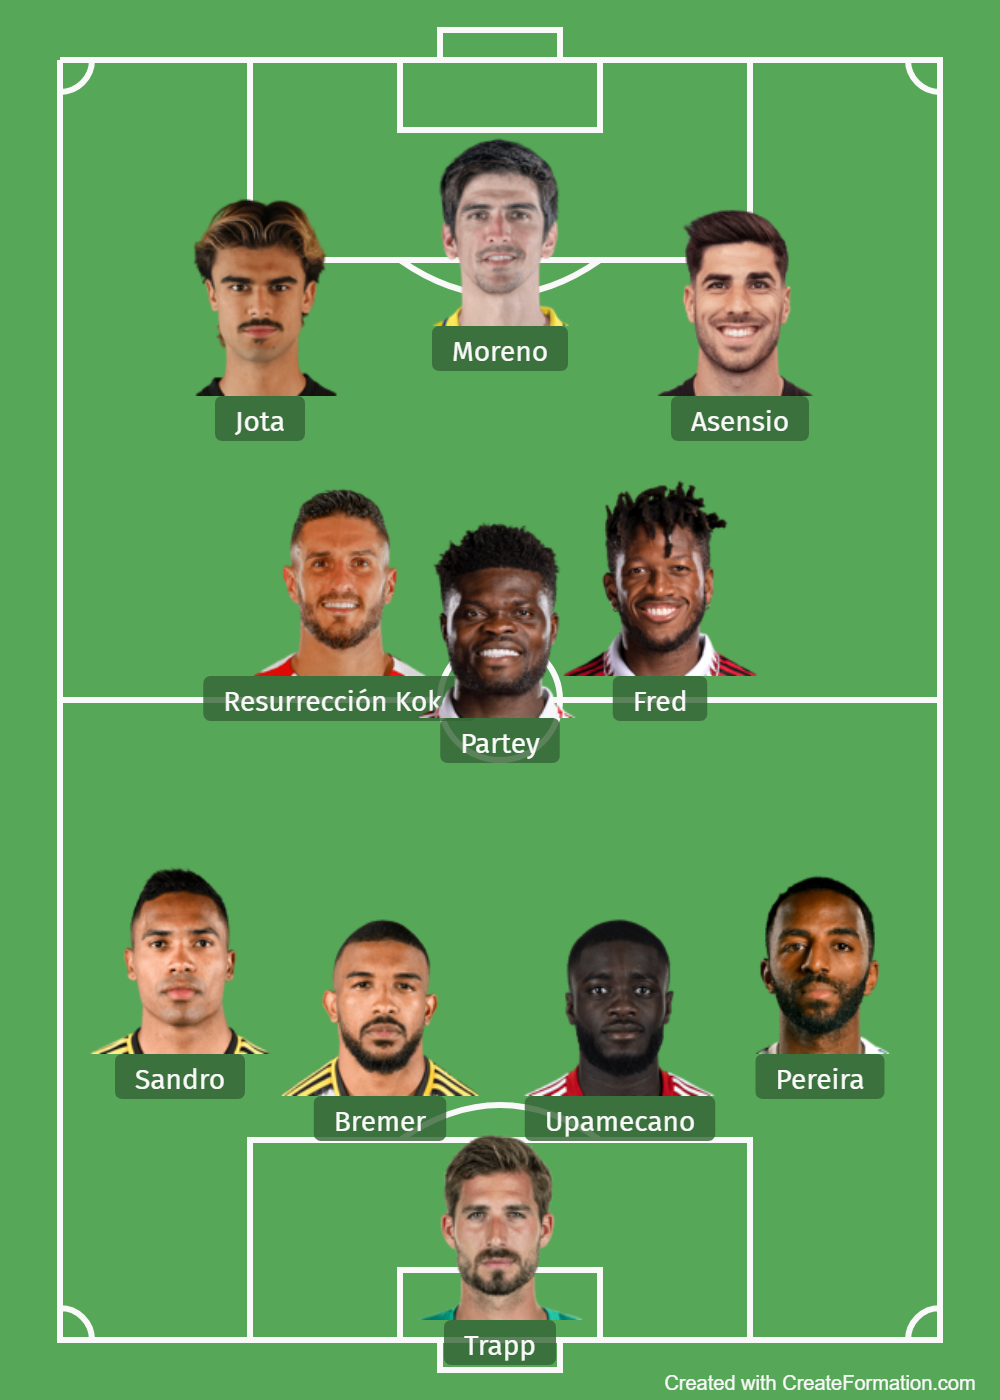 Moreno
Jota
Asensio
Resurrección Kok
Fred
Partey
Sandro
Pereira
Bremer
Upamecano
Trapp
Created with CreateFormation.com